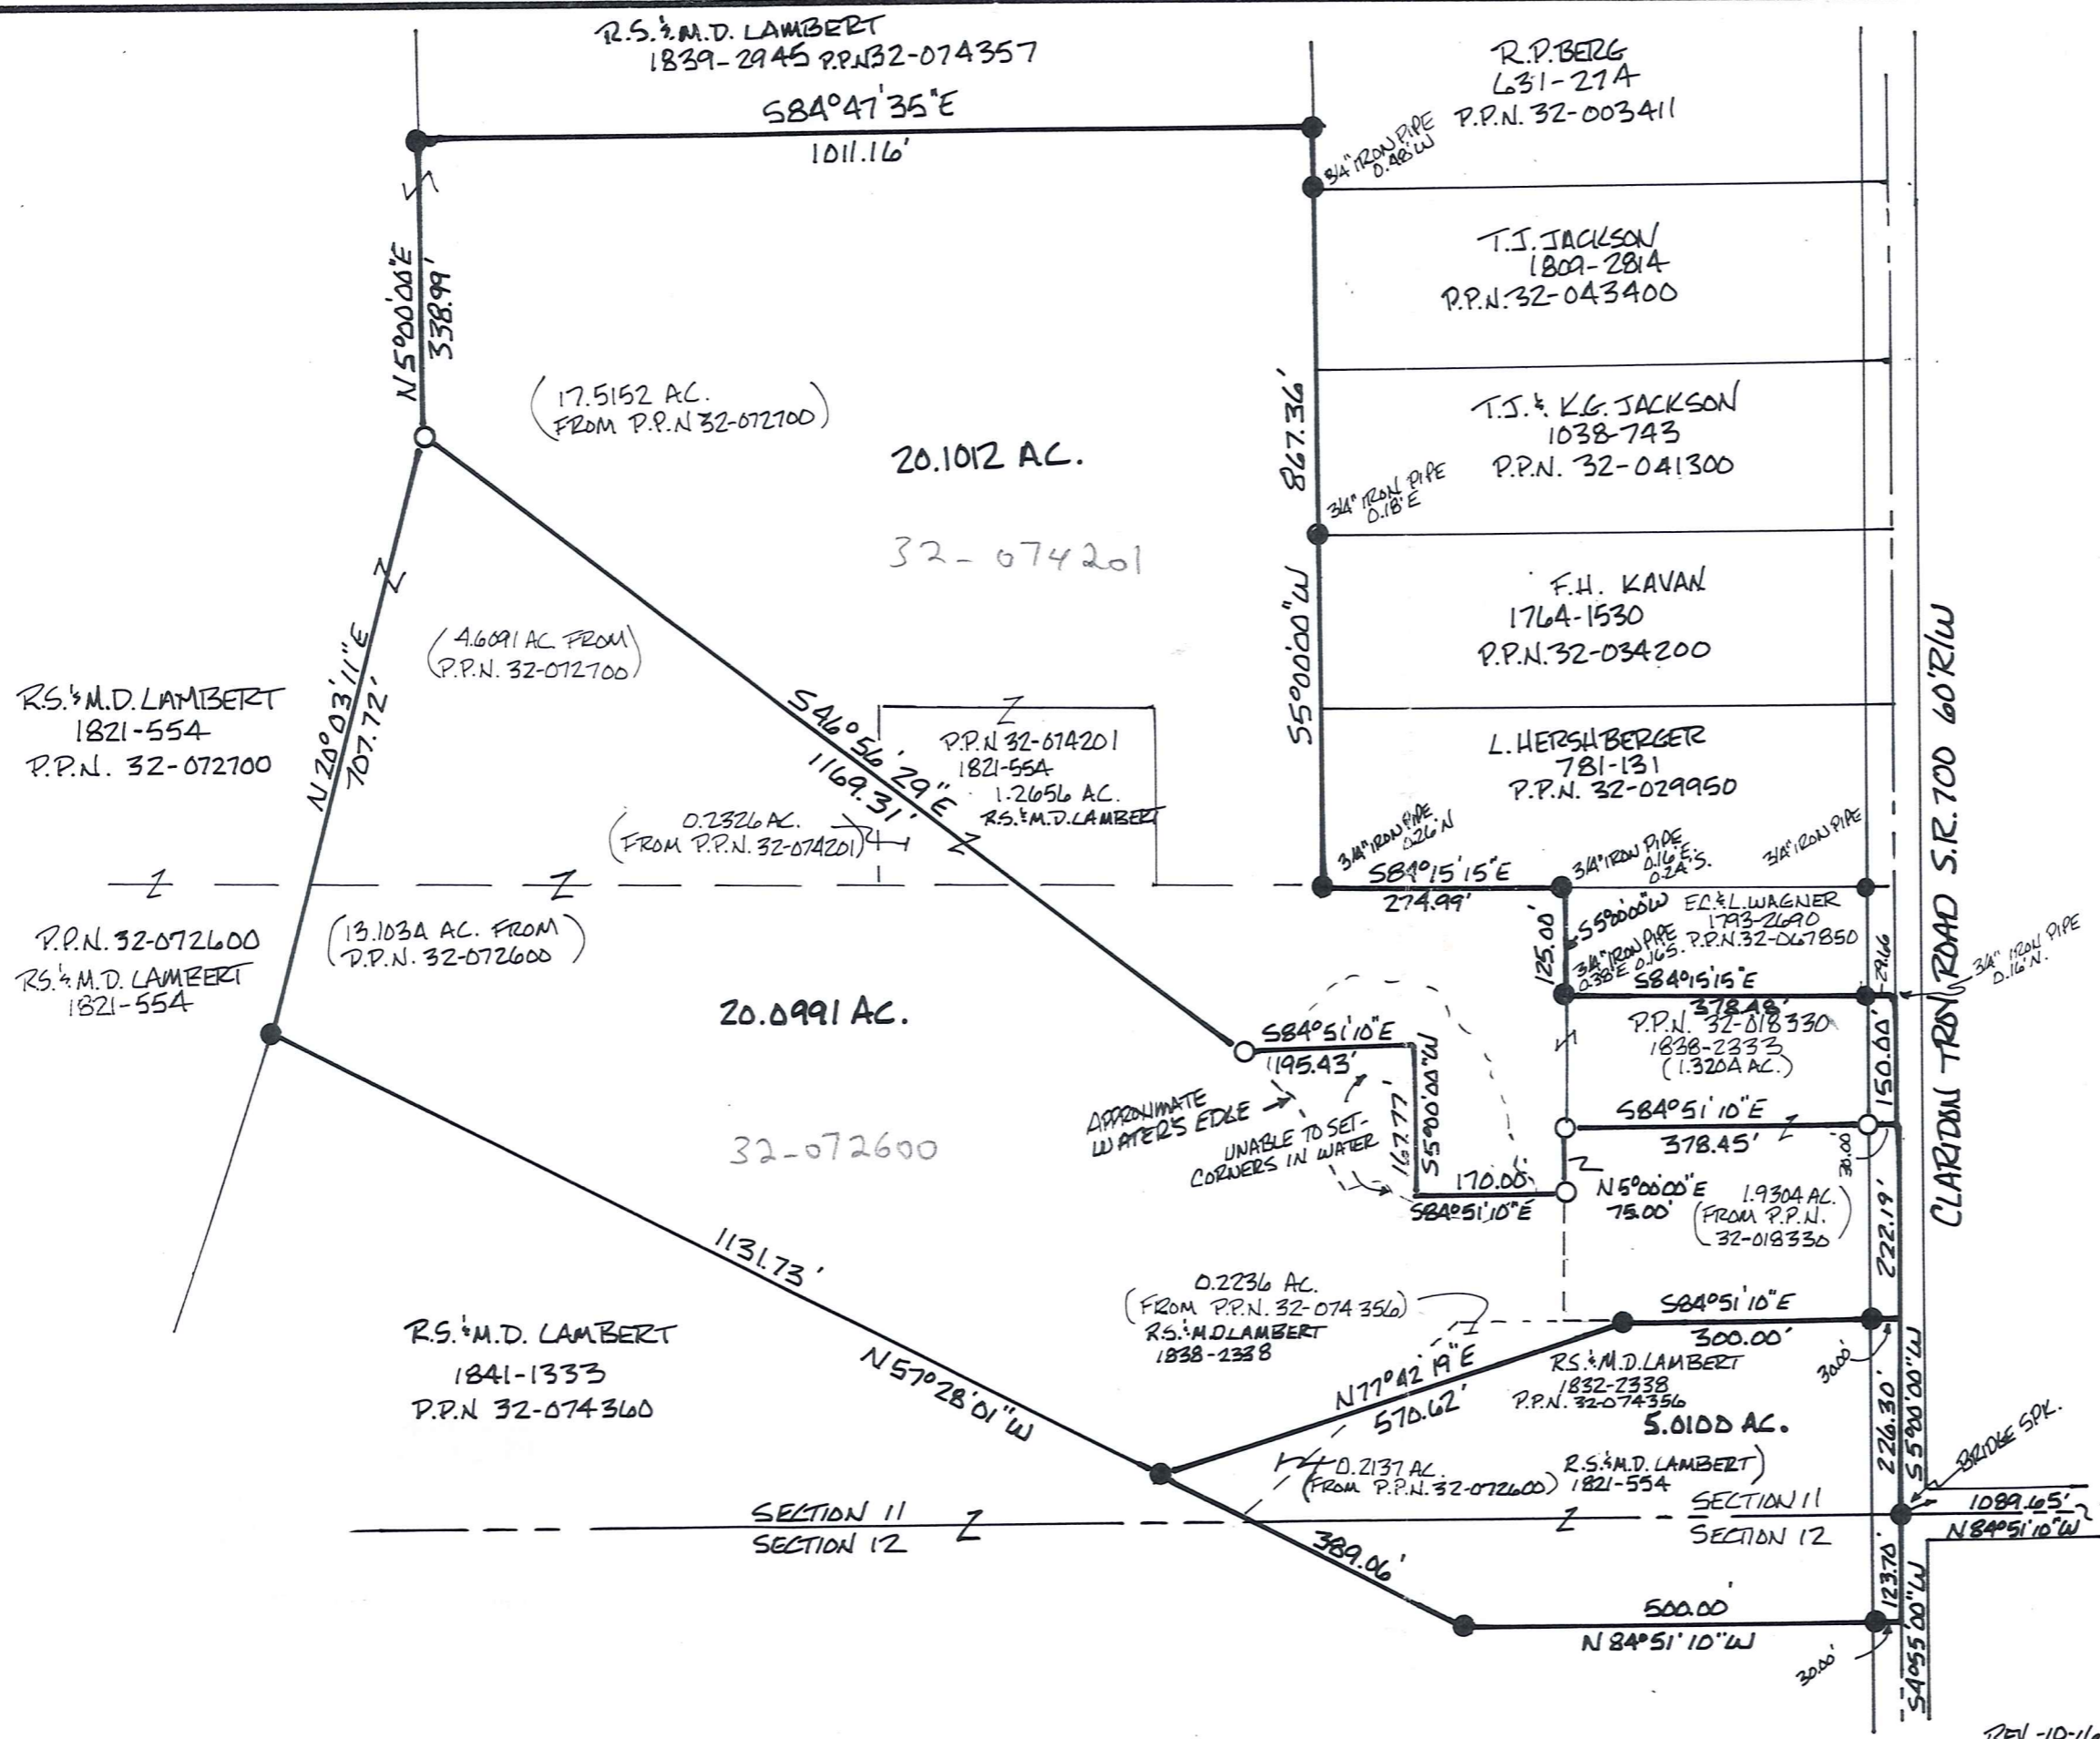 R.S. & M.D. LAMBERT
1839-2945 P.P.N 32-074357
S84°47'35"E
1011.16'
R.P. BERG
631-274
P.P.N. 32-003411
3/4" IRON PIPE
0.48' W
T.J. JACKSON
1809-2814
P.P.N. 32-043400
N 5°00'00"E
338.99'
(17.5152 AC.
FROM P.P.N 32-072700)
20.1012 AC.
32-074201
867.36'
S5°00'00"W
T.J. & K.G. JACKSON
1038-743
P.P.N. 32-041300
3/4" IRON PIPE
0.18' E
F.H. KAVAN
1764-1530
P.P.N. 32-034200
L. HERSHBERGER
781-131
P.P.N. 32-029950
CLARIDON TROY ROAD S.R. 700 60' R/W
(4.6091 AC. FROM
P.P.N. 32-072700)
R.S. & M.D. LAMBERT
1821-554
P.P.N. 32-072700
N 20°03'11"E
707.72'
S46°56'29"E
1169.31'
P.P.N 32-074201
1821-554
1.2656 AC.
R.S. & M.D. LAMBERT
(0.2326 AC.
FROM P.P.N. 32-074201)
3/4" IRON PIPE
0.26' N
3/4" IRON PIPE
0.16' E.
0.24' S.
3/4" IRON PIPE
S84°15'15"E
274.99'
P.P.N. 32-072600
R.S. & M.D. LAMBERT
1821-554
(13.1034 AC. FROM
P.P.N. 32-072600)
125.00'
S5°00'00"W
E.C. & L. WAGNER
1793-2690
P.P.N. 32-067850
3/4" IRON PIPE
0.38' E 0.16' S.
29.66
3/4" IRON PIPE
0.16' N.
S84°15'15"E
378.48'
P.P.N. 32-018330
1838-2333
(1.3204 AC.)
150.00'
20.0991 AC.
32-072600
S84°51'10"E
195.43'
APPROXIMATE
WATER'S EDGE
UNABLE TO SET-
CORNERS IN WATER
167.77'
S5°00'00"W
170.00'
S84°51'10"E
S84°51'10"E
378.45'
30.00'
N 5°00'00"E
75.00'
(1.9304 AC.
FROM P.P.N.
32-018330)
222.19'
1131.73'
N 57°28'01"W
R.S. & M.D. LAMBERT
1841-1333
P.P.N 32-074360
0.2236 AC.
(FROM P.P.N. 32-074356)
R.S. & M.D LAMBERT
1838-2338
S84°51'10"E
300.00'
30.00'
N77°42'19"E
570.62'
R.S. & M.D. LAMBERT
1832-2338
P.P.N. 32-074356
5.0100 AC.
226.30'
S5°00'00"W
BRIDGE SPK.
0.2137 AC.
(FROM P.P.N. 32-072600)
R.S. & M.D. LAMBERT)
1821-554
SECTION 11
SECTION 12
SECTION 11
SECTION 12
1089.65'
N84°51'10"W
389.06'
500.00'
N 84°51'10"W
123.70'
S4°55'00"W
30.00'
REV.-10-16